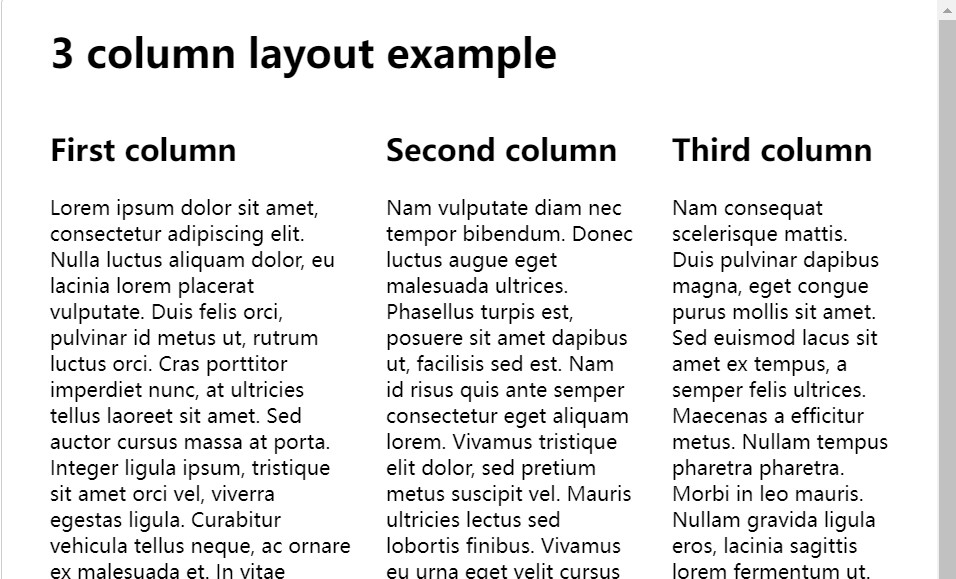 3 column layout example
First column
Lorem ipsum dolor sit amet,
consectetur adipiscing elit.
Nulla luctus aliquam dolor, eu
lacinia lorem placerat
vulputate. Duis felis orci,
pulvinar id metus ut, rutrum
luctus orci. Cras porttitor
imperdiet nunc, at ultricies
tellus laoreet sit amet. Sed
auctor cursus massa at porta.
Integer ligula ipsum, tristique
sit amet orci vel, viverra
egestas ligula. Curabitur
vehicula tellus neque, ac ornare
ex malesuada et. In vitae
Second column
Nam vulputate diam nec
tempor bibendum. Donec
luctus augue eget
malesuada ultrices.
Phasellus turpis est,
posuere sit amet dapibus
ut, facilisis sed est. Nam
id risus quis ante semper
consectetur eget aliquam
lorem. Vivamus tristique
elit dolor, sed pretium
metus suscipit vel. Mauris
ultricies lectus sed
lobortis finibus. Vivamus
eu urna eget velit cursus
Third column
Nam consequat
scelerisque mattis.
Duis pulvinar dapibus
magna, eget congue
purus mollis sit amet.
Sed euismod lacus sit
amet ex tempus, a
semper felis ultrices.
Maecenas a efficitur
metus. Nullam tempus
pharetra pharetra.
Morbi in leo mauris.
Nullam gravida ligula
eros, lacinia sagittis
lorem fermentum ut.